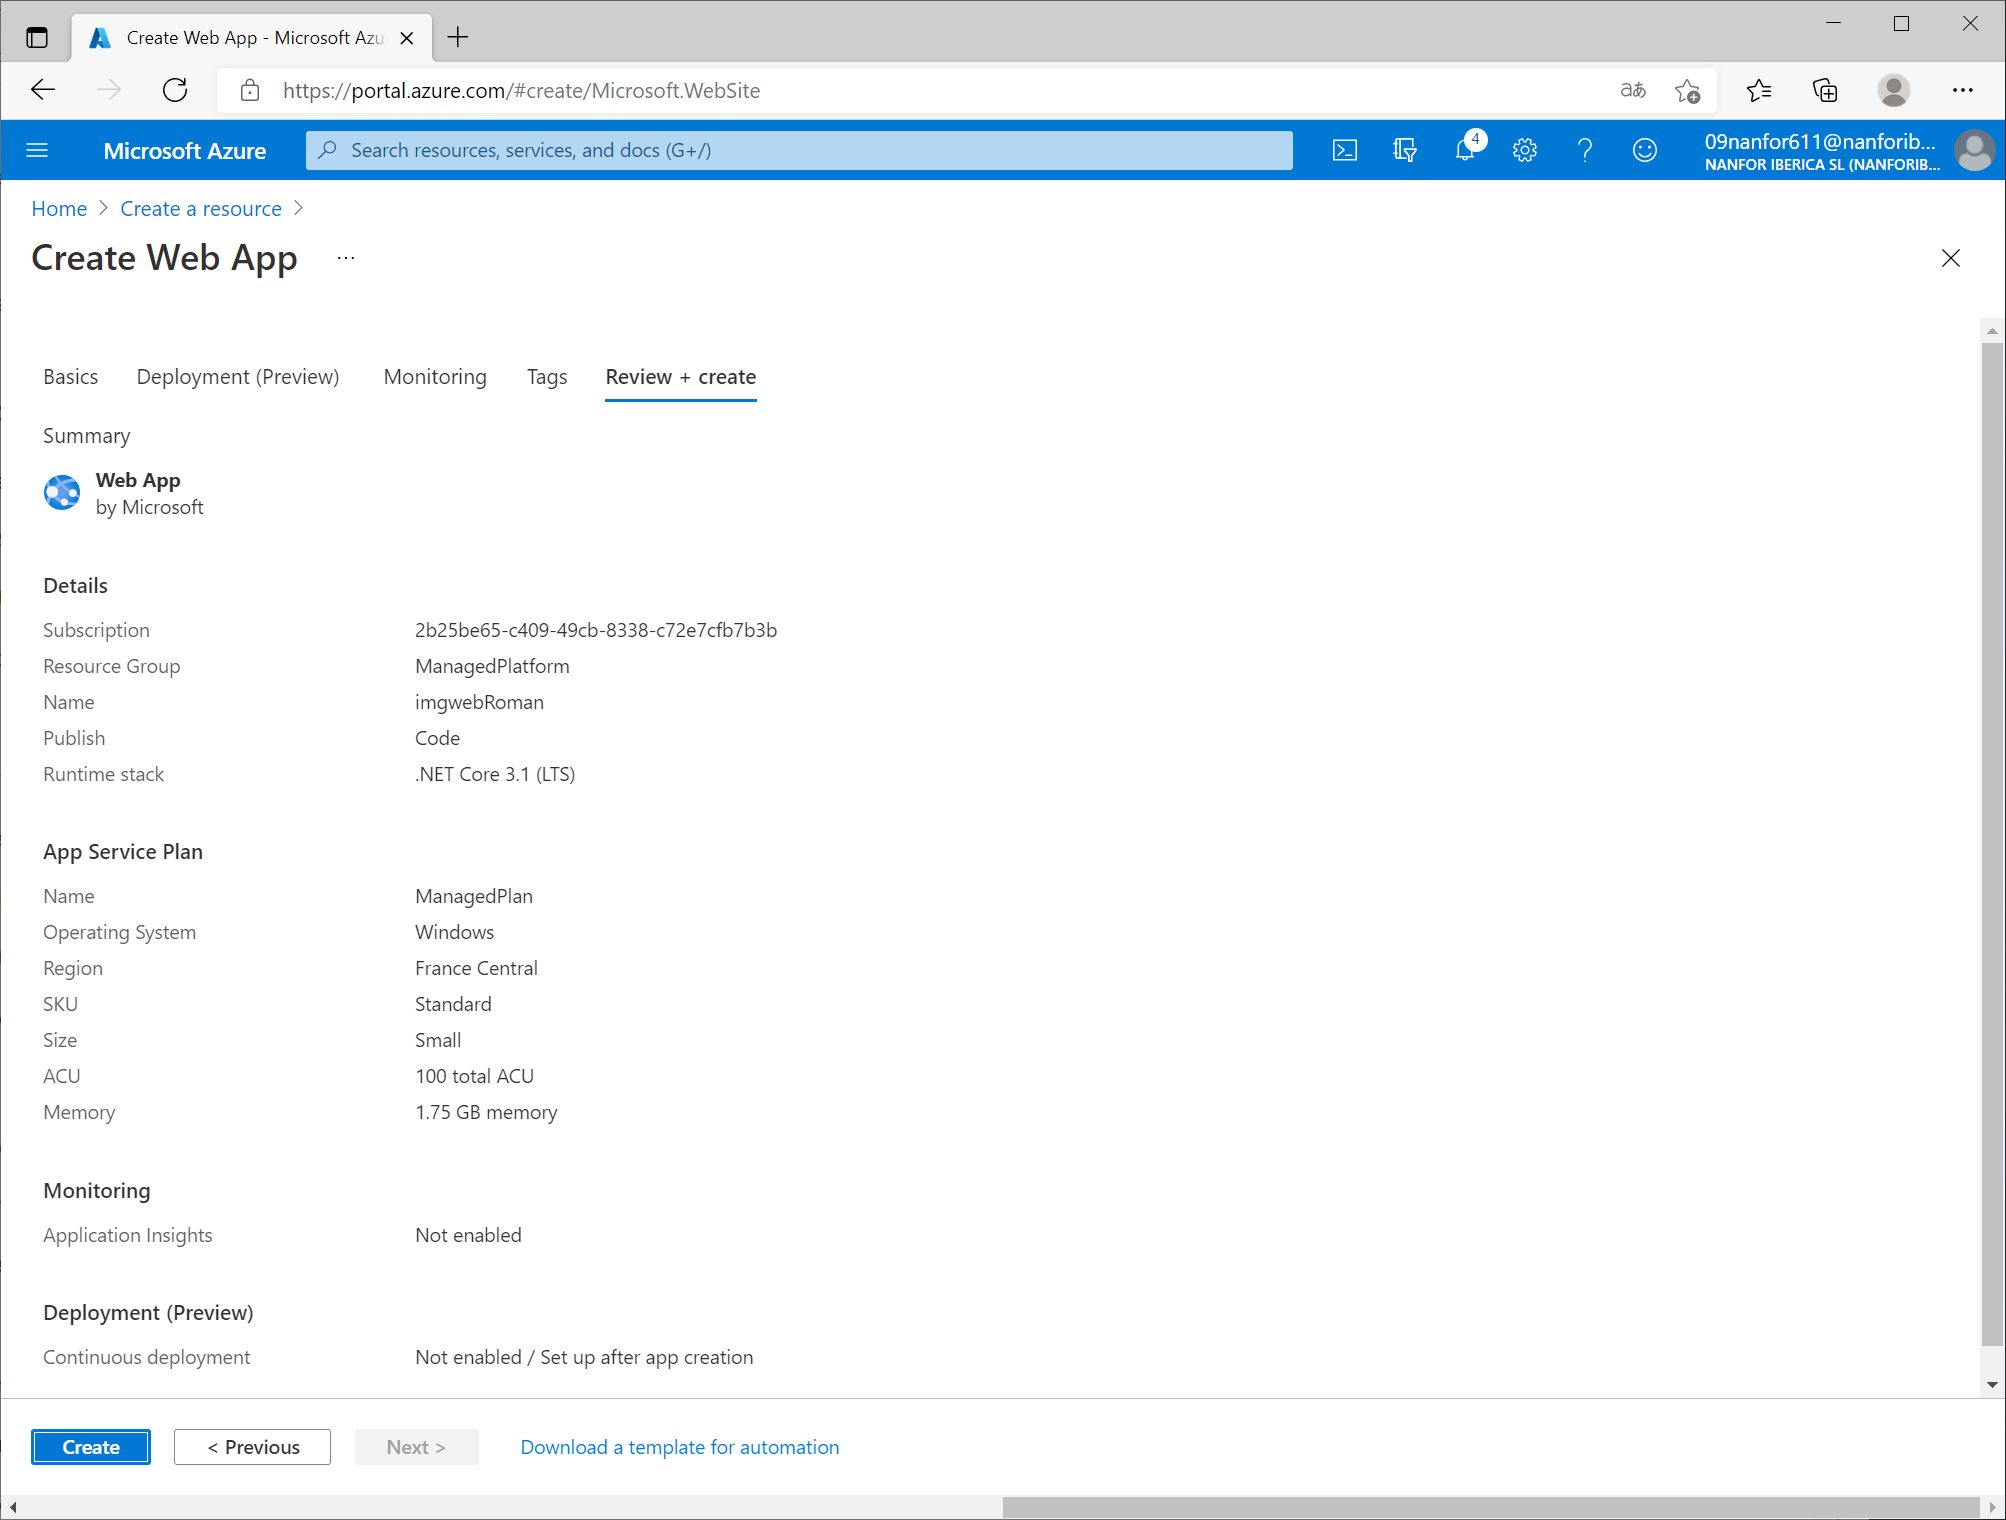 Create Web App - Microsoft Azu
https://portal.azure.com/#create/Microsoft.WebSite
aあ
Microsoft Azure
Search resources, services, and docs (G+/)
4
09nanfor611@nanforib...
NANFOR IBERICA SL (NANFORIB...
Home > Create a resource >
Create Web App ...
Basics Deployment (Preview) Monitoring Tags Review + create
Summary
Web App
by Microsoft
Details
Subscription 2b25be65-c409-49cb-8338-c72e7cfb7b3b
Resource Group ManagedPlatform
Name imgwebRoman
Publish Code
Runtime stack .NET Core 3.1 (LTS)
App Service Plan
Name ManagedPlan
Operating System Windows
Region France Central
SKU Standard
Size Small
ACU 100 total ACU
Memory 1.75 GB memory
Monitoring
Application Insights Not enabled
Deployment (Preview)
Continuous deployment Not enabled / Set up after app creation
Create < Previous Next > Download a template for automation